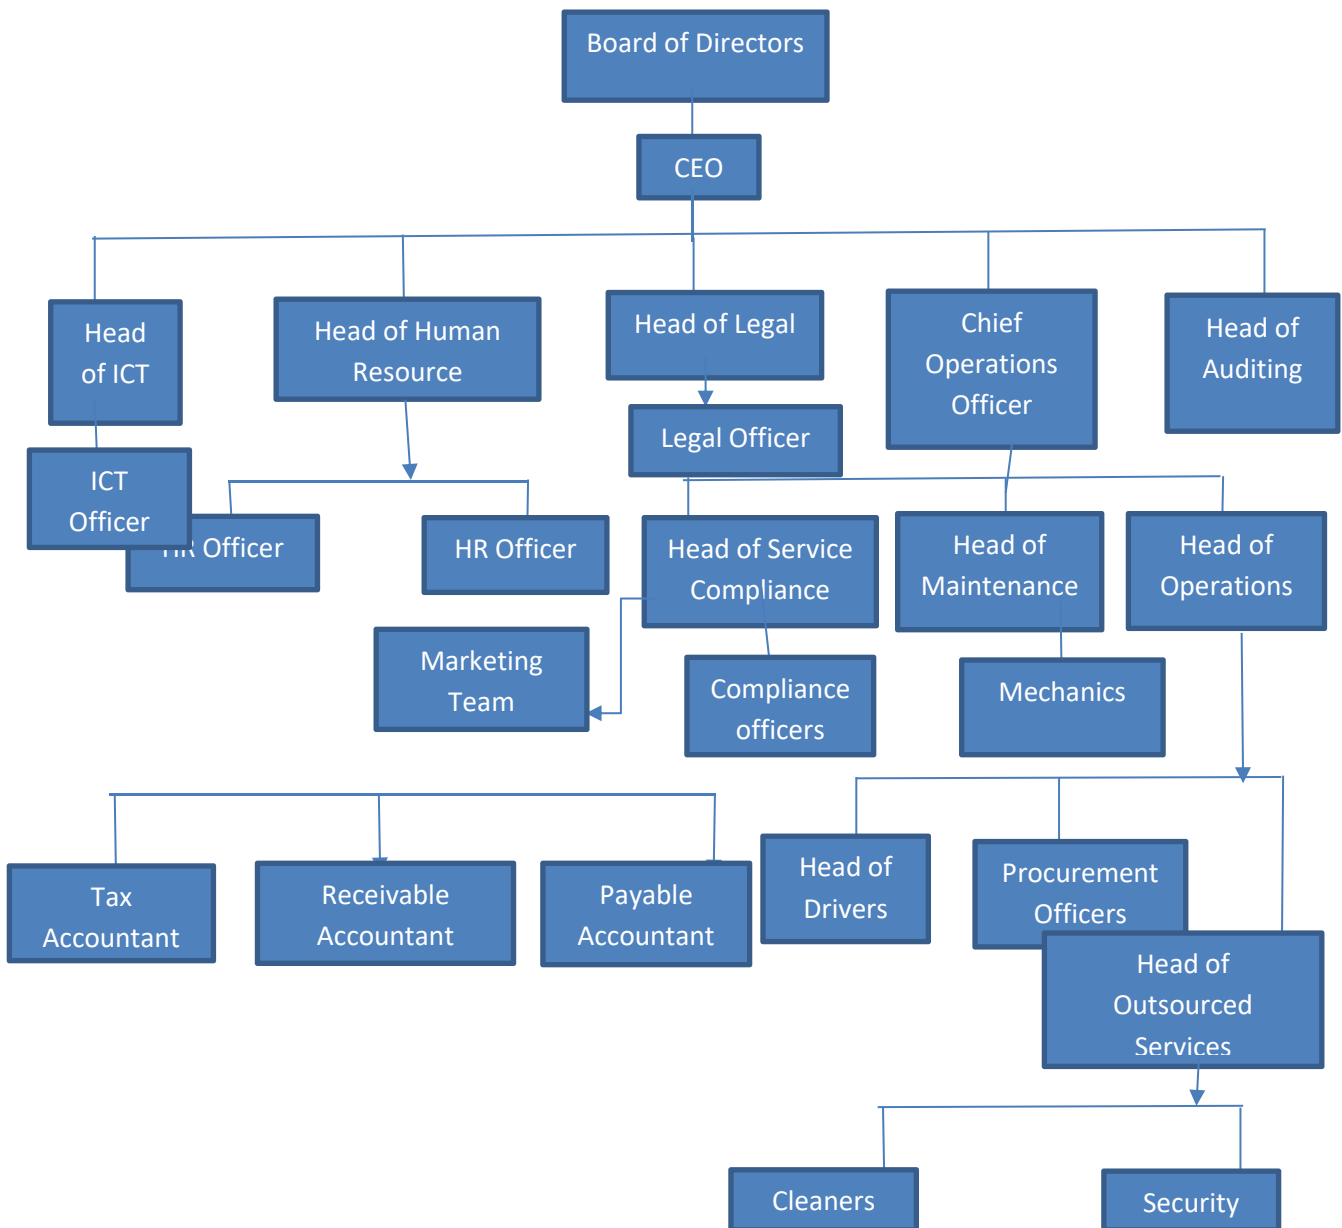 Board of Directors
CEO
Head
of ICT
Head of Human
Resource
Head of Legal
Chief
Operations
Officer
Head of
Auditing
Legal Officer
ICT
Officer
HR Officer
HR Officer
Head of Service
Compliance
Head of
Maintenance
Head of
Operations
Marketing
Team
Compliance
officers
Mechanics
Tax
Accountant
Receivable
Accountant
Payable
Accountant
Head of
Drivers
Procurement
Officers
Head of
Outsourced
Services
Cleaners
Security